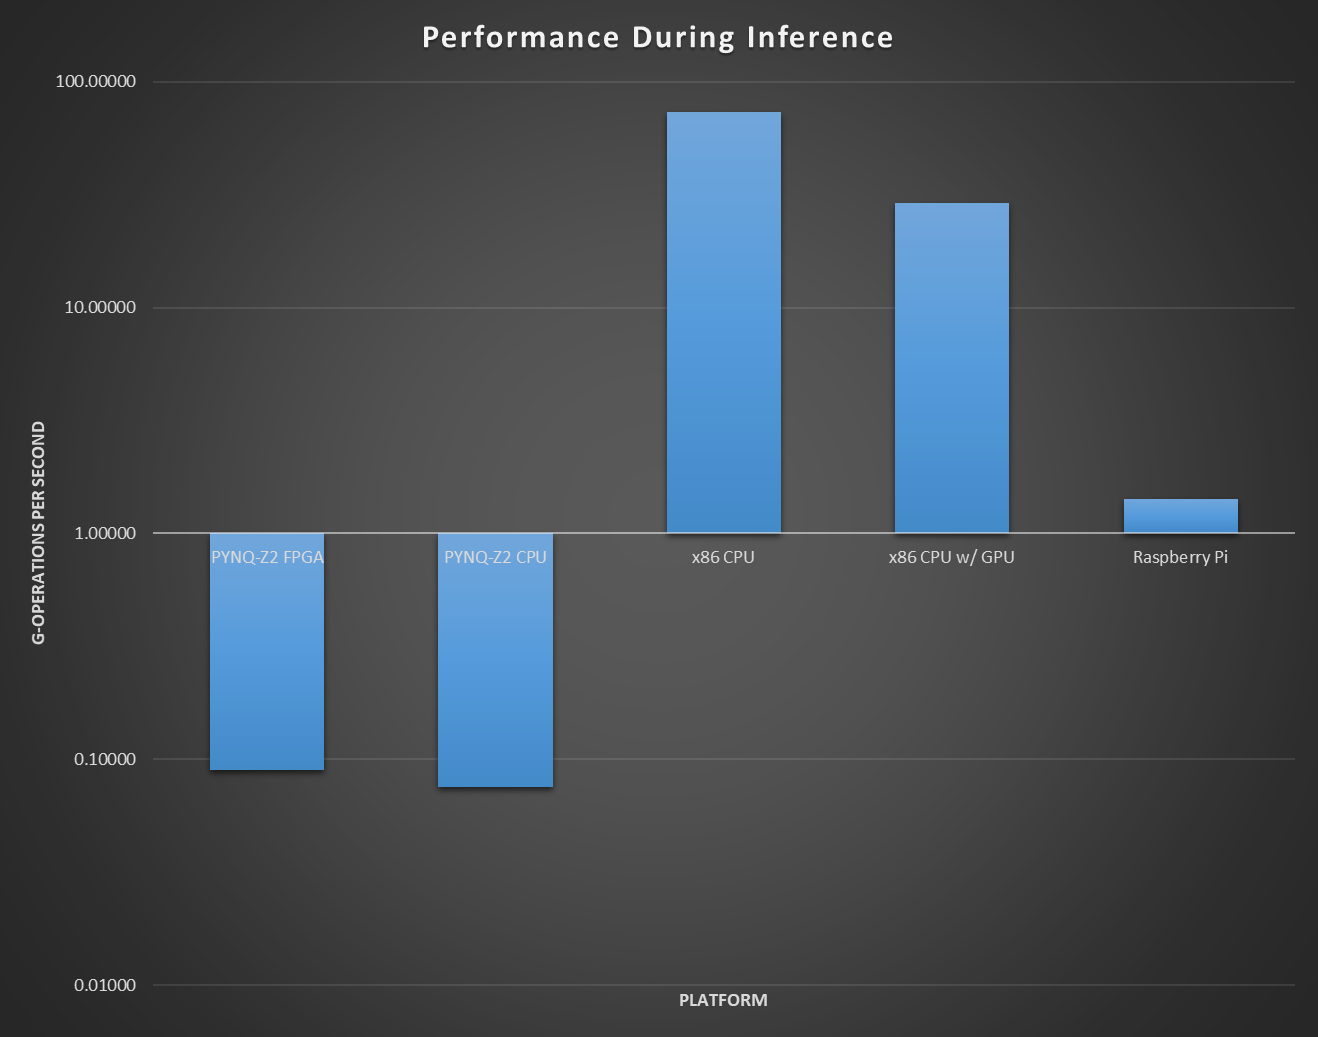 Performance During Inference
100.00000
10.00000
1.00000
0.10000
0.01000
G-OPERATIONS PER SECOND
PYNQ-Z2 FPGA
PYNQ-Z2 CPU
x86 CPU
x86 CPU w/ GPU
Raspberry Pi
PLATFORM